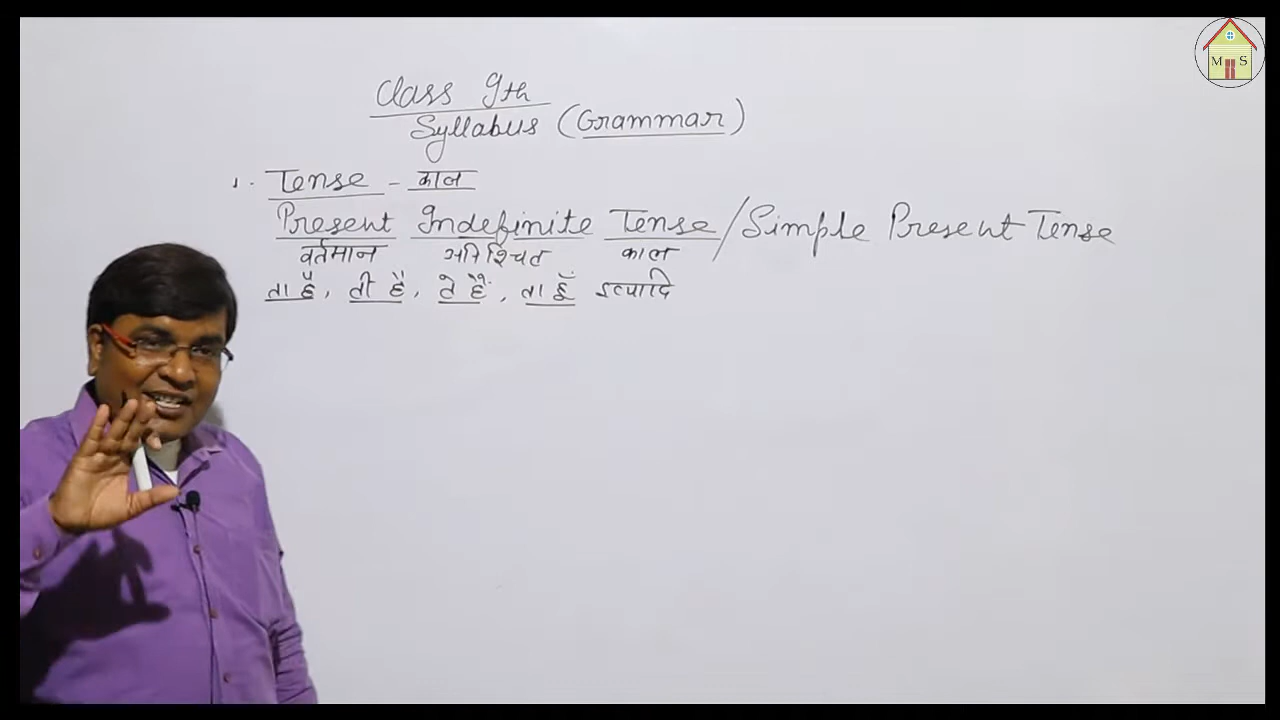 M S
Class 9th
Syllabus (Grammar)
1. Tense - काल
Present Indefinite Tense / Simple Present Tense
वर्तमान अनिश्चित काल
ता है, ती है, ते हैं, ता हूँ इत्यादि